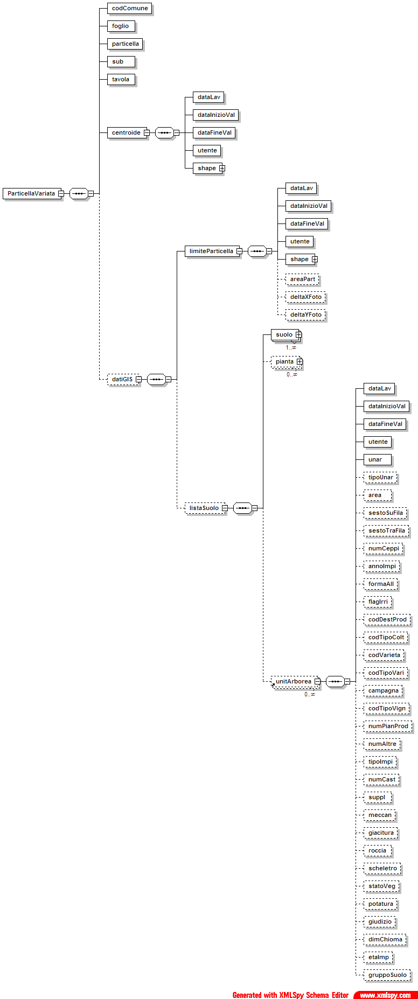 codComune
foglio
particella
sub
tavola
dataLav
dataInizioVal
centroide
dataFineVal
utente
shape
ParticellaVariata
dataLav
dataInizioVal
dataFineVal
utente
limiteParticella
shape
areaPart
deltaXFoto
deltaYFoto
suolo
1..∞
pianta
0..∞
datiGIS
dataLav
dataInizioVal
dataFineVal
utente
unar
tipoUnar
area
listaSuolo
sestoSuFila
sestoTraFila
numCeppi
annoImpi
formaAll
flagIrri
codDestProd
codTipoColt
codVarieta
codTipoVari
unitArborea
0..∞
campagna
codTipoVign
numPianProd
numAltre
tipoImpi
numCast
suppl
meccan
giacitura
roccia
scheletro
statoVeg
potatura
giudizio
dimChioma
etaImp
gruppoSuolo
Generated with XMLSpy Schema Editor www.xmlspy.com